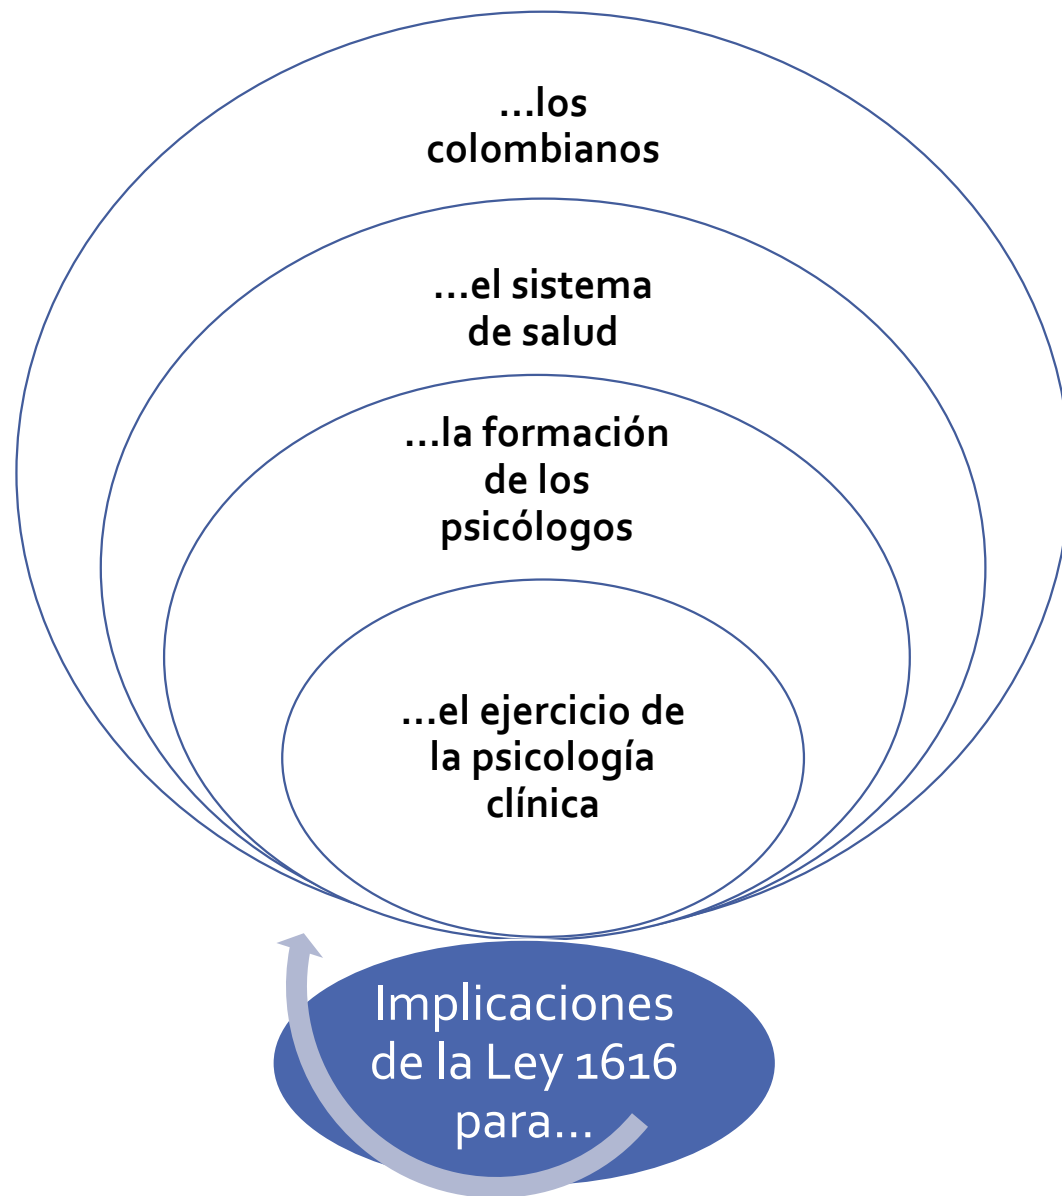 ...los
colombianos
...el sistema
de salud
...la formación
de los
psicólogos
...el ejercicio de
la psicología
clínica
Implicaciones
de la Ley 1616
para...